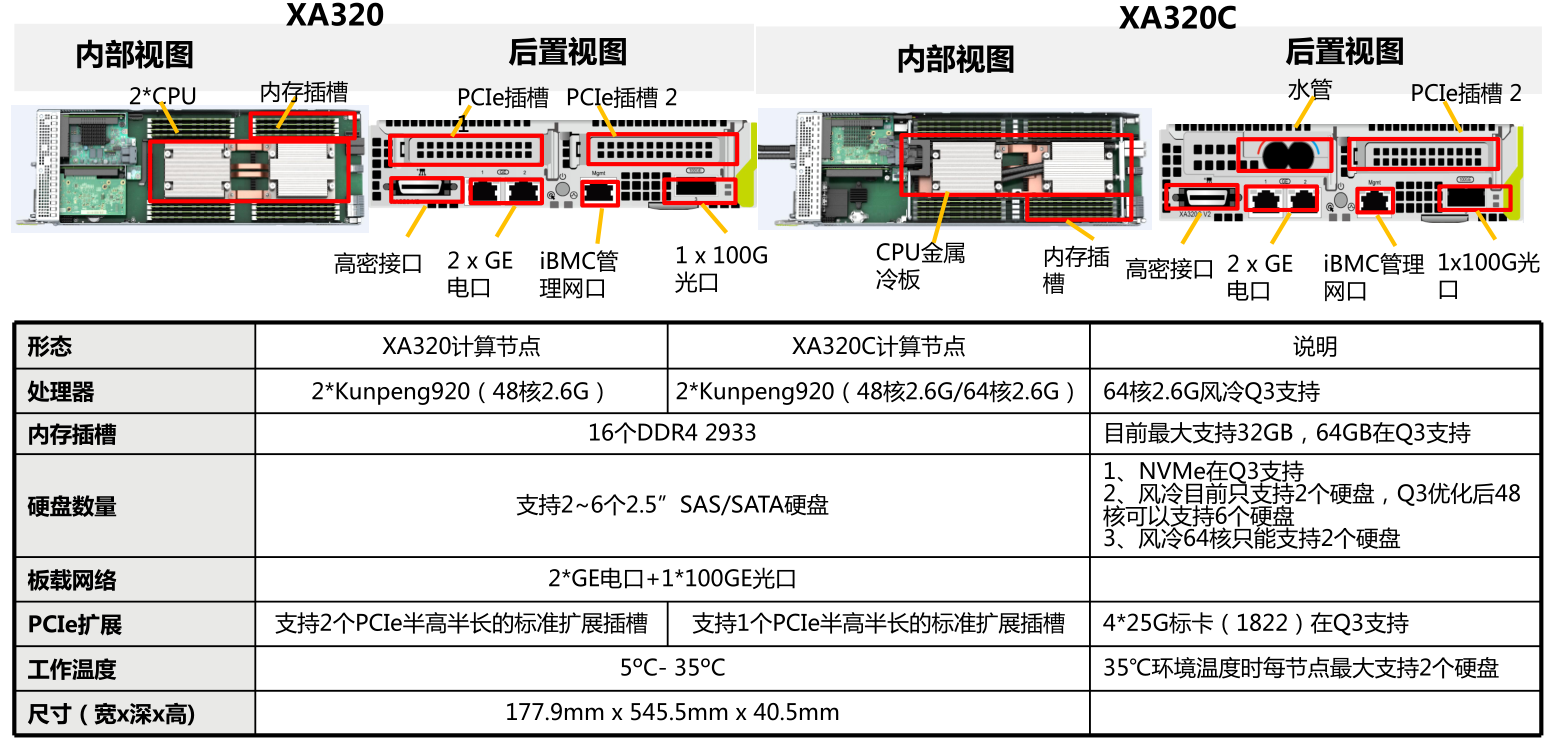 XA320
XA320C
内部视图
后置视图
内部视图
后置视图
2*CPU
内存插槽
PCIe插槽
1
PCIe插槽 2
水管
PCIe插槽 2
高密接口
2 x GE
电口
iBMC管
理网口
1 x 100G
光口
CPU金属
冷板
内存插
槽
高密接口
2 x GE
电口
iBMC管理
网口
1x100G光
口
形态
XA320计算节点
XA320C计算节点
说明
处理器
2*Kunpeng920（48核2.6G）
2*Kunpeng920（48核2.6G/64核2.6G）
64核2.6G风冷Q3支持
内存插槽
16个DDR4 2933
目前最大支持32GB，64GB在Q3支持
硬盘数量
支持2~6个2.5”SAS/SATA硬盘
1、NVMe在Q3支持
2、风冷目前只支持2个硬盘，Q3优化后48
核可以支持6个硬盘
3、风冷64核只能支持2个硬盘
板载网络
2*GE电口+1*100GE光口
PCIe扩展
支持2个PCIe半高半长的标准扩展插槽
支持1个PCIe半高半长的标准扩展插槽
4*25G标卡（1822）在Q3支持
工作温度
5ºC- 35ºC
35℃环境温度时每节点最大支持2个硬盘
尺寸（宽x深x高)
177.9mm x 545.5mm x 40.5mm